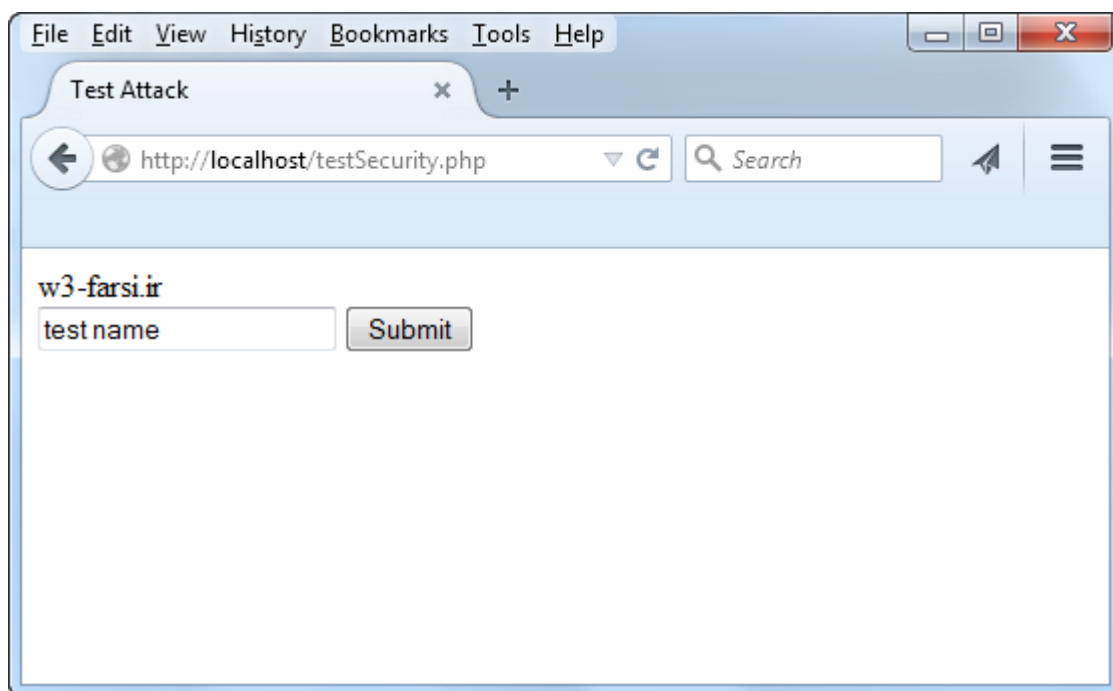 File Edit View History Bookmarks Tools Help
Test Attack
http://localhost/testSecurity.php Search
w3-farsi.ir
test name Submit